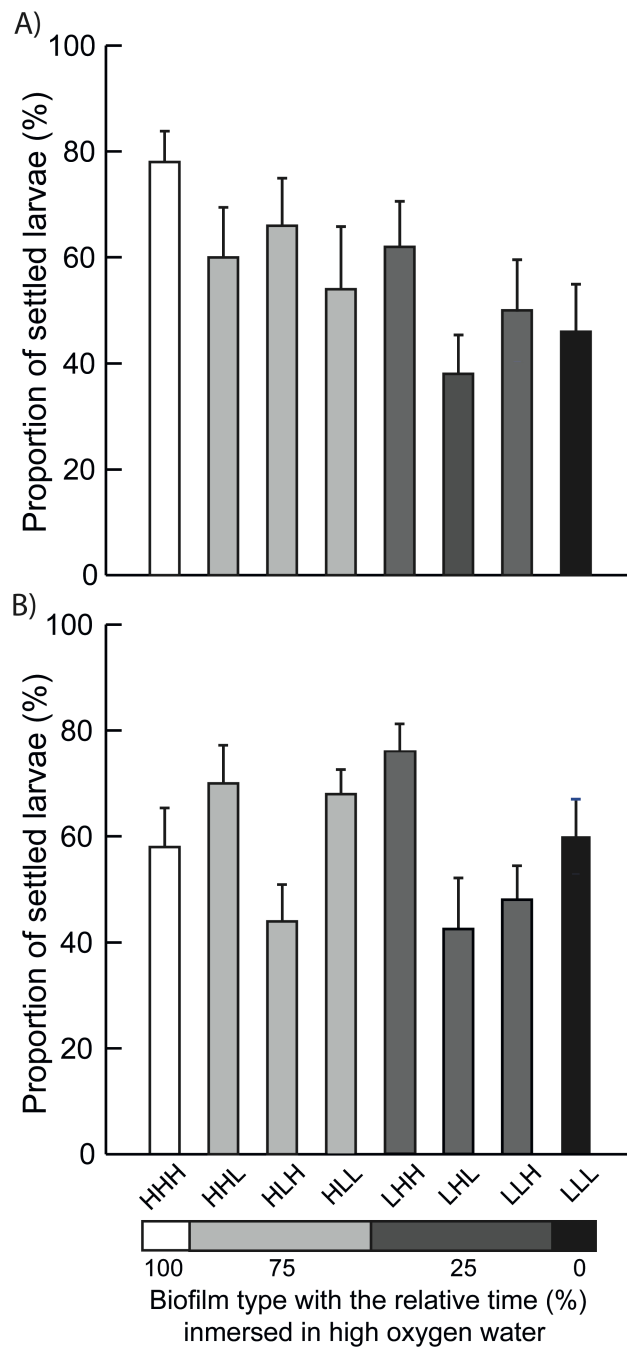 A)
Proportion of settled larvae (%)
100
80
60
40
20
0
B)
Proportion of settled larvae (%)
100
80
60
40
20
0
HHH HHL HLH HLL LHH LHL LLH LLL
100 75 25 0
Biofilm type with the relative time (%)
inmersed in high oxygen water